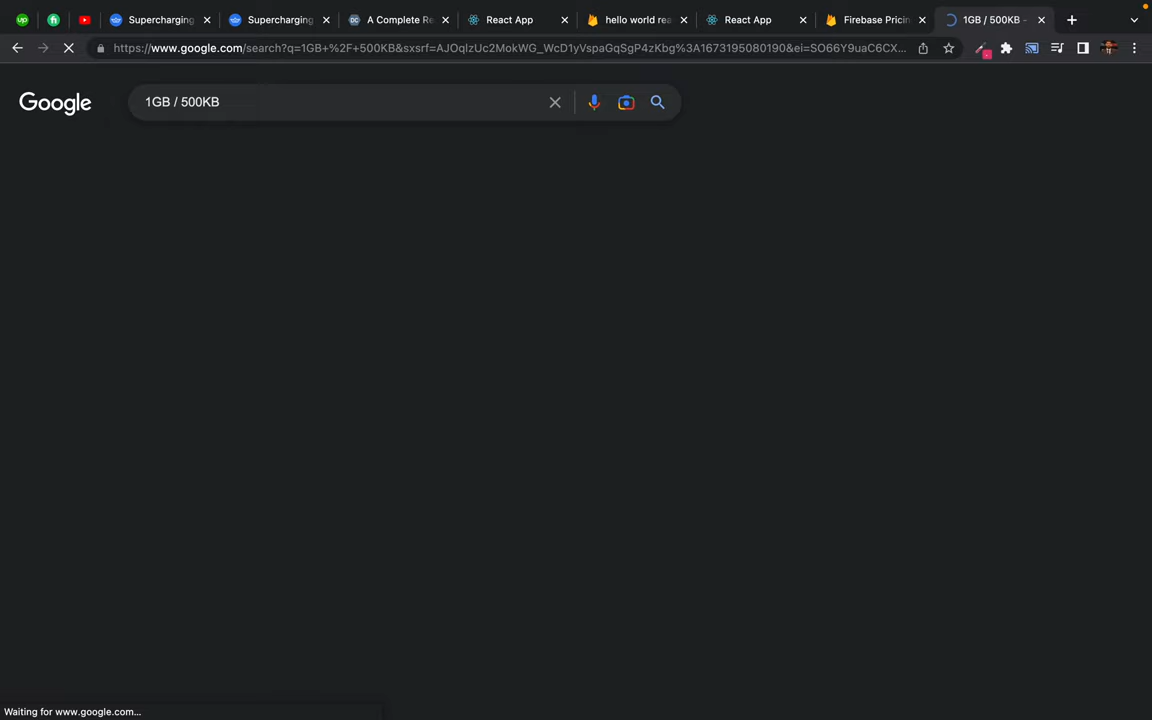 Supercharging
Supercharging
A Complete Re
React App
hello world rea
React App
Firebase Pricin
1GB / 500KB -
https://www.google.com/search?q=1GB+%2F+500KB&sxsrf=AJOqIzUc2MokWG_WcD1yVspaGqSgP4zKbg%3A1673195080190&ei=SO66Y9uaC6CX...
Google
1GB / 500KB
Waiting for www.google.com...